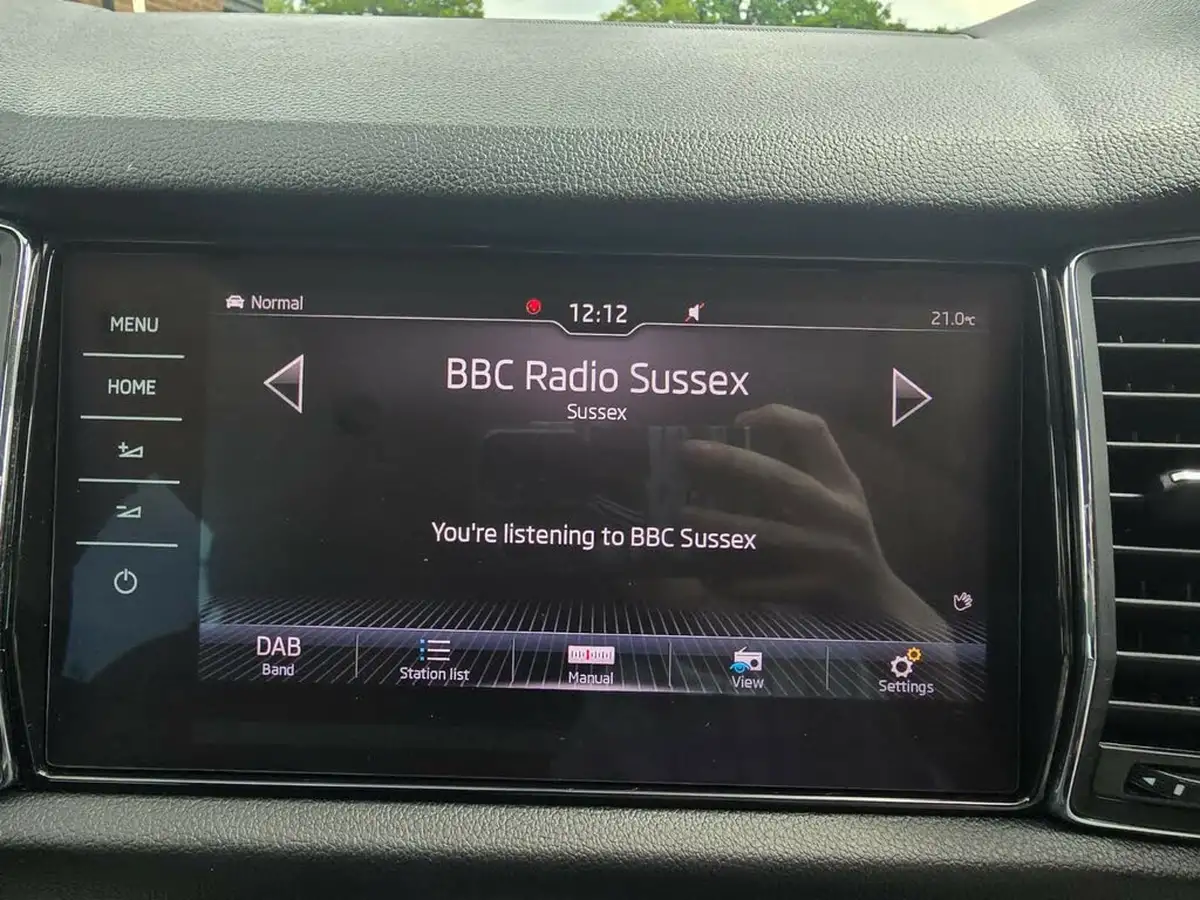 Normal
12:12
21.0°C
MENU
HOME
BBC Radio Sussex
Sussex
You're listening to BBC Sussex
DAB
Band
Station list
Manual
View
Settings